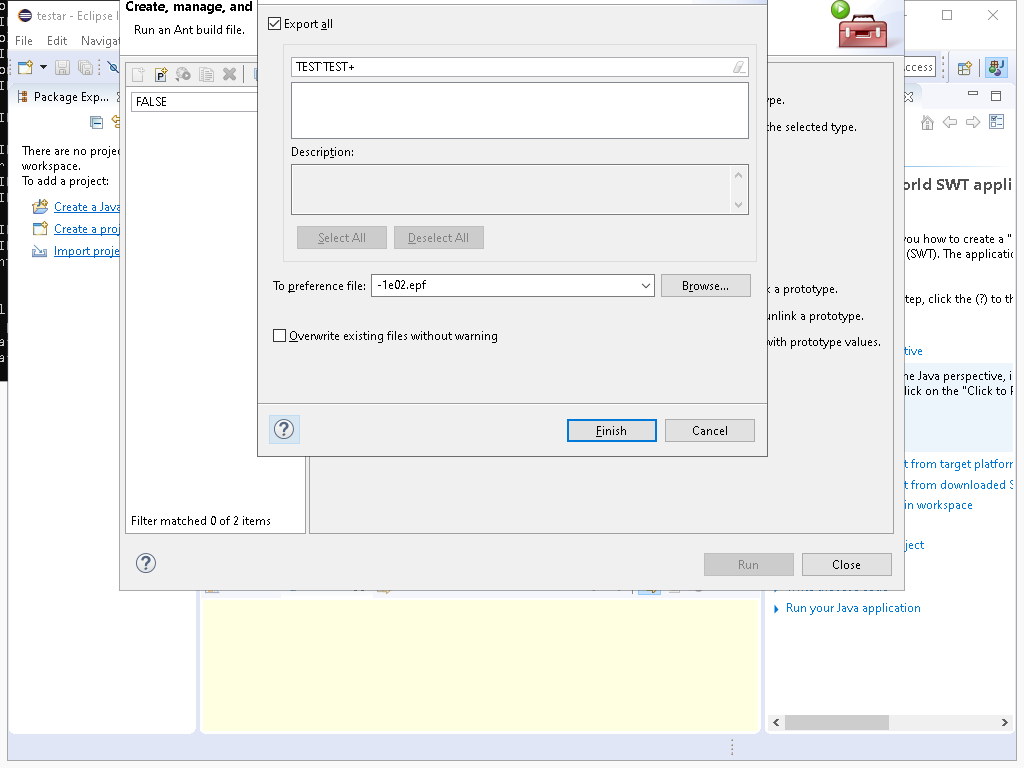 testar - Eclipse I
File Edit Navigat
Create, manage, and
Run an Ant build file.
Export all
TEST'TEST+
Description:
Select All
Deselect All
To preference file:
-1e02.epf
Browse...
Overwrite existing files without warning
Finish
Cancel
FALSE
Filter matched 0 of 2 items
ype.
the selected type.
k a prototype.
unlink a prototype.
with prototype values.
Run
Close
Package Exp...
There are no projec
workspace.
To add a project:
Create a Java
Create a proj
Import proje
ccess
orld SWT appli
you how to create a "
(SWT). The applicatio
tep, click the (?) to th
tive
he Java perspective, i
lick on the "Click to P
t from target platforr
t from downloaded S
in workspace
ject
Run your Java application